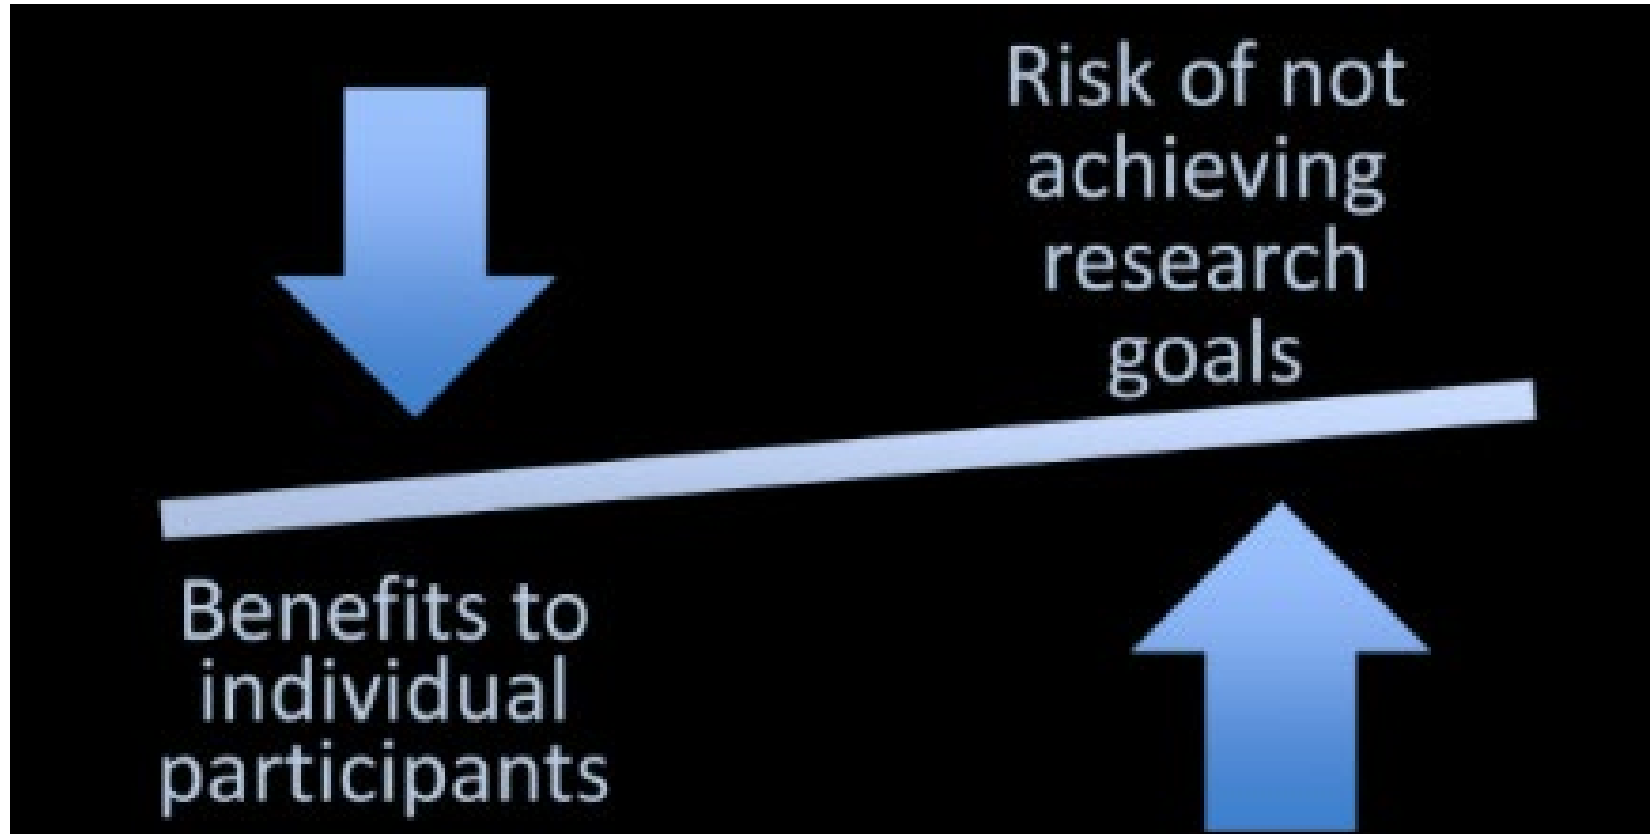 Risk of not
achieving
research
goals
Benefits to
individual
participants